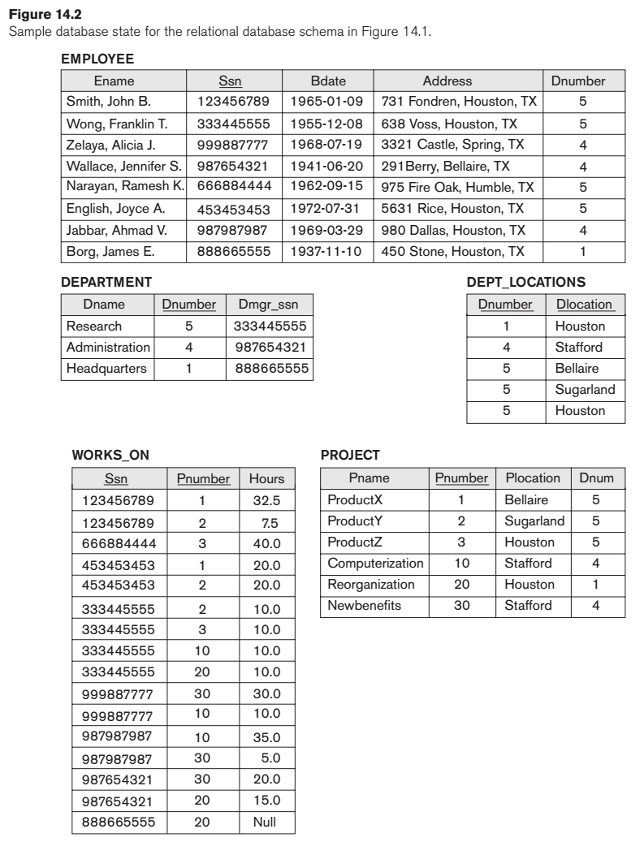 Figure 14.2
Sample database state for the relational database schema in Figure 14.1.
EMPLOYEE
Ename Ssn Bdate Address Dnumber
Smith, John B. 123456789 1965-01-09 731 Fondren, Houston, TX 5
Wong, Franklin T. 333445555 1955-12-08 638 Voss, Houston, TX 5
Zelaya, Alicia J. 999887777 1968-07-19 3321 Castle, Spring, TX 4
Wallace, Jennifer S. 987654321 1941-06-20 291Berry, Bellaire, TX 4
Narayan, Ramesh K. 666884444 1962-09-15 975 Fire Oak, Humble, TX 5
English, Joyce A. 453453453 1972-07-31 5631 Rice, Houston, TX 5
Jabbar, Ahmad V. 987987987 1969-03-29 980 Dallas, Houston, TX 4
Borg, James E. 888665555 1937-11-10 450 Stone, Houston, TX 1
DEPARTMENT
Dname Dnumber Dmgr_ssn
Research 5 333445555
Administration 4 987654321
Headquarters 1 888665555
DEPT_LOCATIONS
Dnumber Dlocation
1 Houston
4 Stafford
5 Bellaire
5 Sugarland
5 Houston
WORKS_ON
Ssn Pnumber Hours
123456789 1 32.5
123456789 2 7.5
666884444 3 40.0
453453453 1 20.0
453453453 2 20.0
333445555 2 10.0
333445555 3 10.0
333445555 10 10.0
333445555 20 10.0
999887777 30 30.0
999887777 10 10.0
987987987 10 35.0
987987987 30 5.0
987654321 30 20.0
987654321 20 15.0
888665555 20 Null
PROJECT
Pname Pnumber Plocation Dnum
ProductX 1 Bellaire 5
ProductY 2 Sugarland 5
ProductZ 3 Houston 5
Computerization 10 Stafford 4
Reorganization 20 Houston 1
Newbenefits 30 Stafford 4